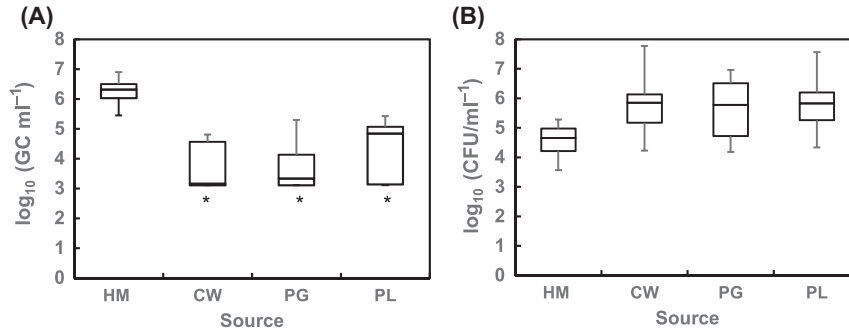 (A)
log₁₀ (GC ml⁻¹)
8
7
6
5
4
3
2
1
0
* * *
HM CW PG PL
Source
(B)
log₁₀ (CFU/ml⁻¹)
8
7
6
5
4
3
2
1
0
HM CW PG PL
Source